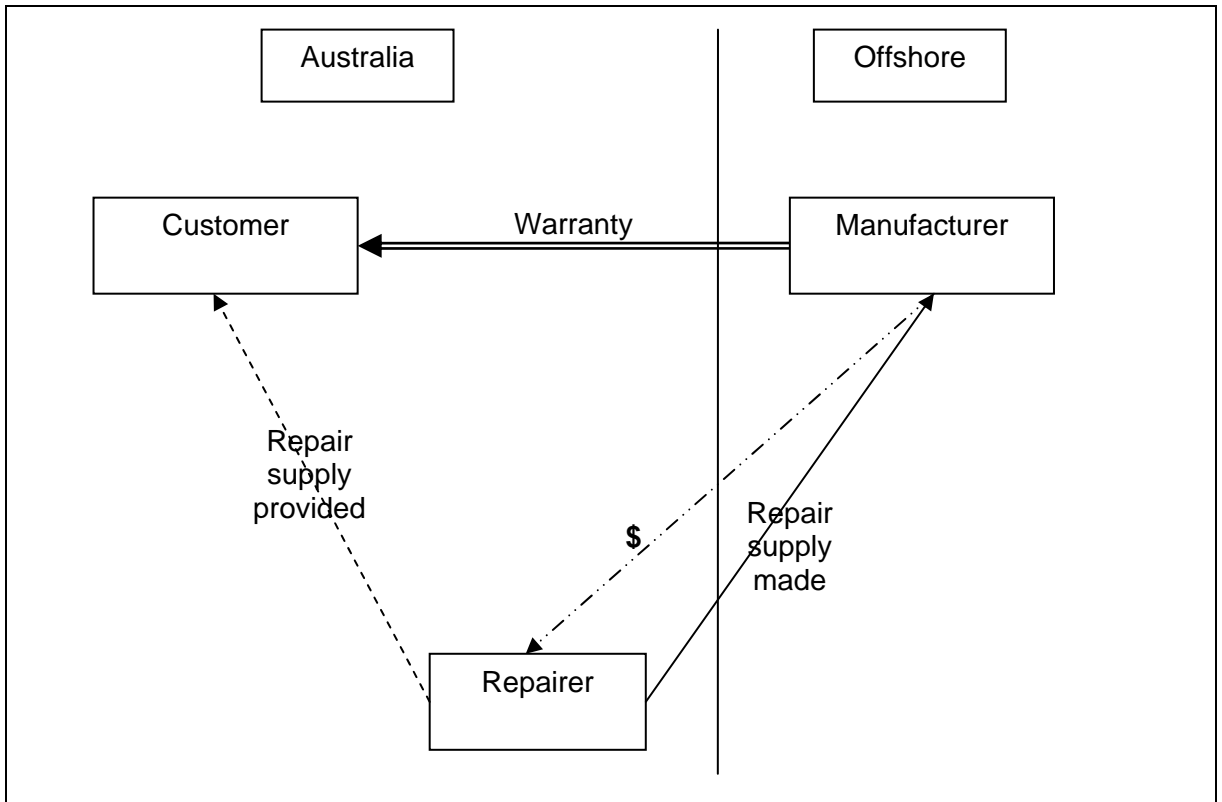 Australia
Offshore
Customer
Warranty
Manufacturer
Repair
supply
provided
$
Repair
supply
made
Repairer